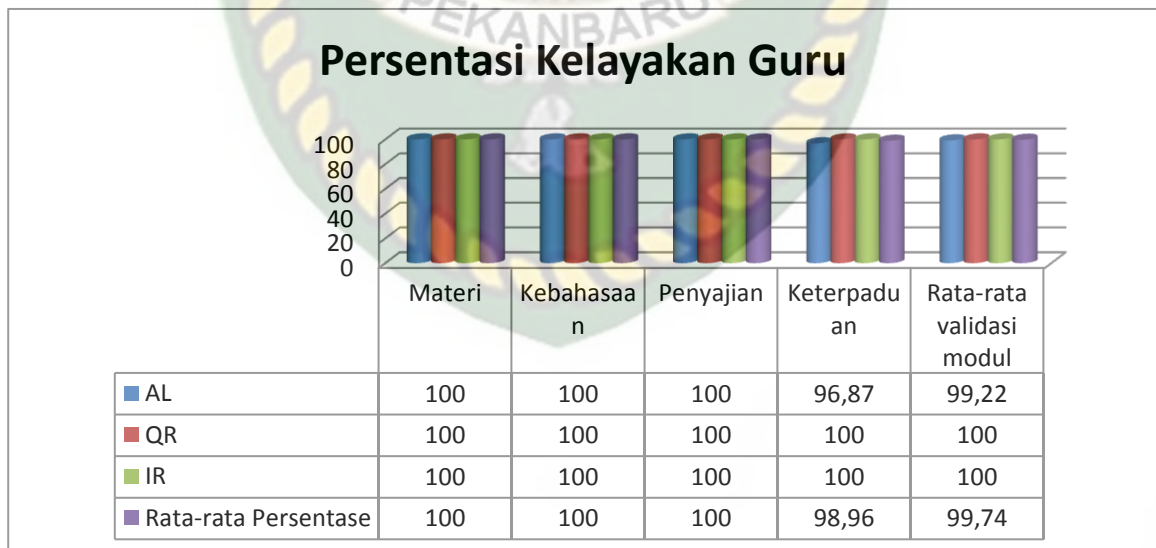 PEKANBARU
Persentasi Kelayakan Guru
100
80
60
40
20
0
Materi Kebahasaa Penyajian Keterpadu Rata-rata
n an validasi
modul
AL 100 100 100 96,87 99,22
QR 100 100 100 100 100
IR 100 100 100 100 100
Rata-rata Persentase 100 100 100 98,96 99,74